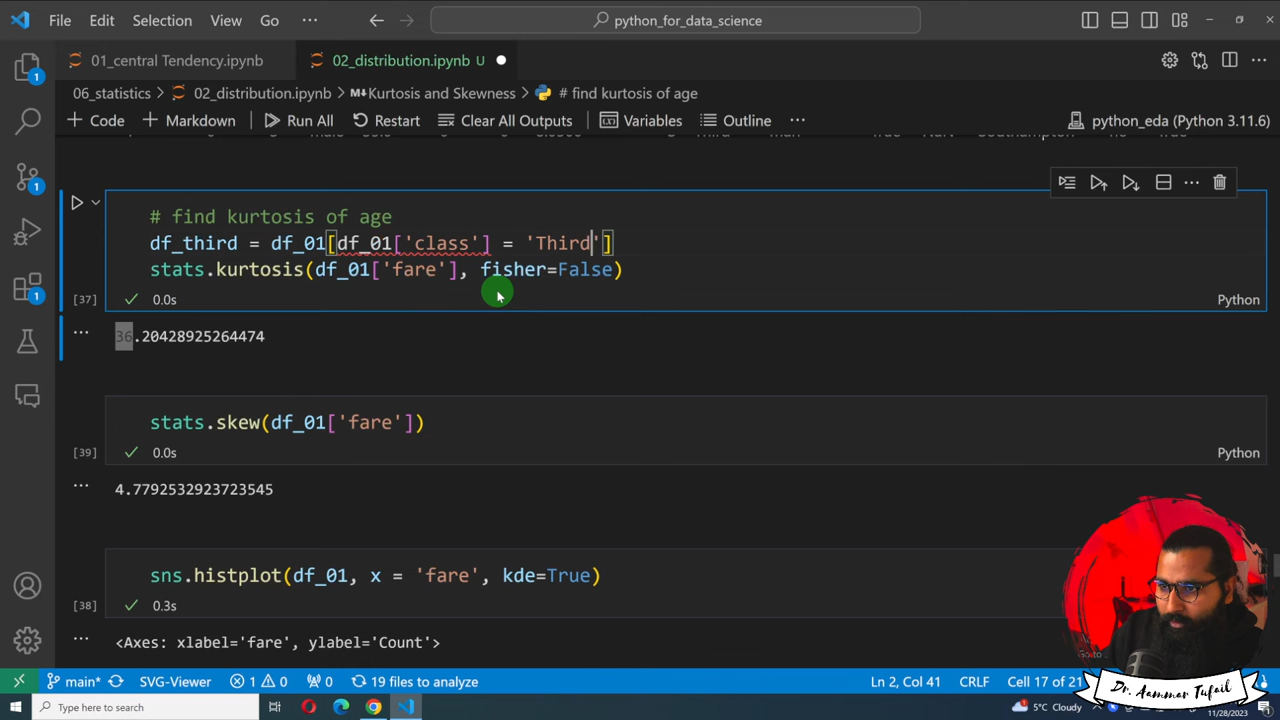 File Edit Selection View Go ··· python_for_data_science
01_central Tendency.ipynb 02_distribution.ipynb U
06_statistics > 02_distribution.ipynb > Kurtosis and Skewness > # find kurtosis of age
+ Code + Markdown Run All Restart Clear All Outputs Variables Outline ··· python_eda (Python 3.11.6)
# find kurtosis of age
df_third = df_01[df_01['class'] = 'Third']
stats.kurtosis(df_01['fare'], fisher=False)
[37] 0.0s Python
36.20428925264474
stats.skew(df_01['fare'])
[39] 0.0s Python
4.7792532923723545
sns.histplot(df_01, x = 'fare', kde=True)
[38] 0.3s
<Axes: xlabel='fare', ylabel='Count'>
main* SVG-Viewer 1 0 0 19 files to analyze Ln 2, Col 41 CRLF Cell 17 of 21
Dr. Aammar Tufail
Type here to search 5°C Cloudy 11/28/2023